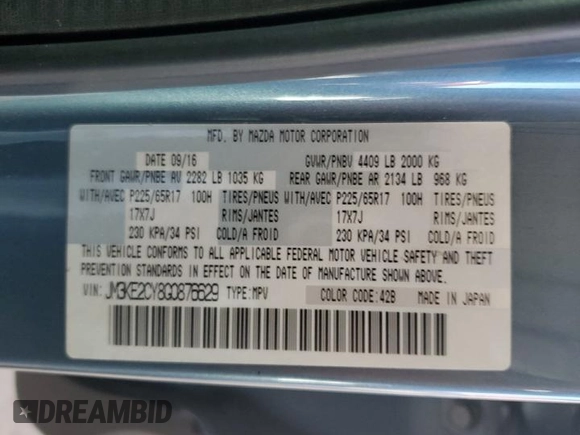 MFD. BY MAZDA MOTOR CORPORATION
DATE 09/16 GVWR/PNBV 4409 LB 2000 KG
FRONT GAWR/PNBE AV 2282 LB 1035 KG REAR GAWR/PNBE AR 2134 LB 968 KG
WITH/AVEC P225/65R17 100H TIRES/PNEUS WITH/AVEC P225/65R17 100H TIRES/PNEUS
17X7J RIMS/JANTES 17X7J RIMS/JANTES
230 KPA/34 PSI COLD/A FROID 230 KPA/34 PSI COLD/A FROID
THIS VEHICLE CONFORMS TO ALL APPLICABLE FEDERAL MOTOR VEHICLE SAFETY AND THEFT
PREVENTION STANDARDS IN EFFECT ON THE DATE OF MANUFACTURE SHOWN ABOVE.
VIN: JM3KE2CY8G0876629 TYPE: MPV COLOR CODE: 42B MADE IN JAPAN
DREAMBID